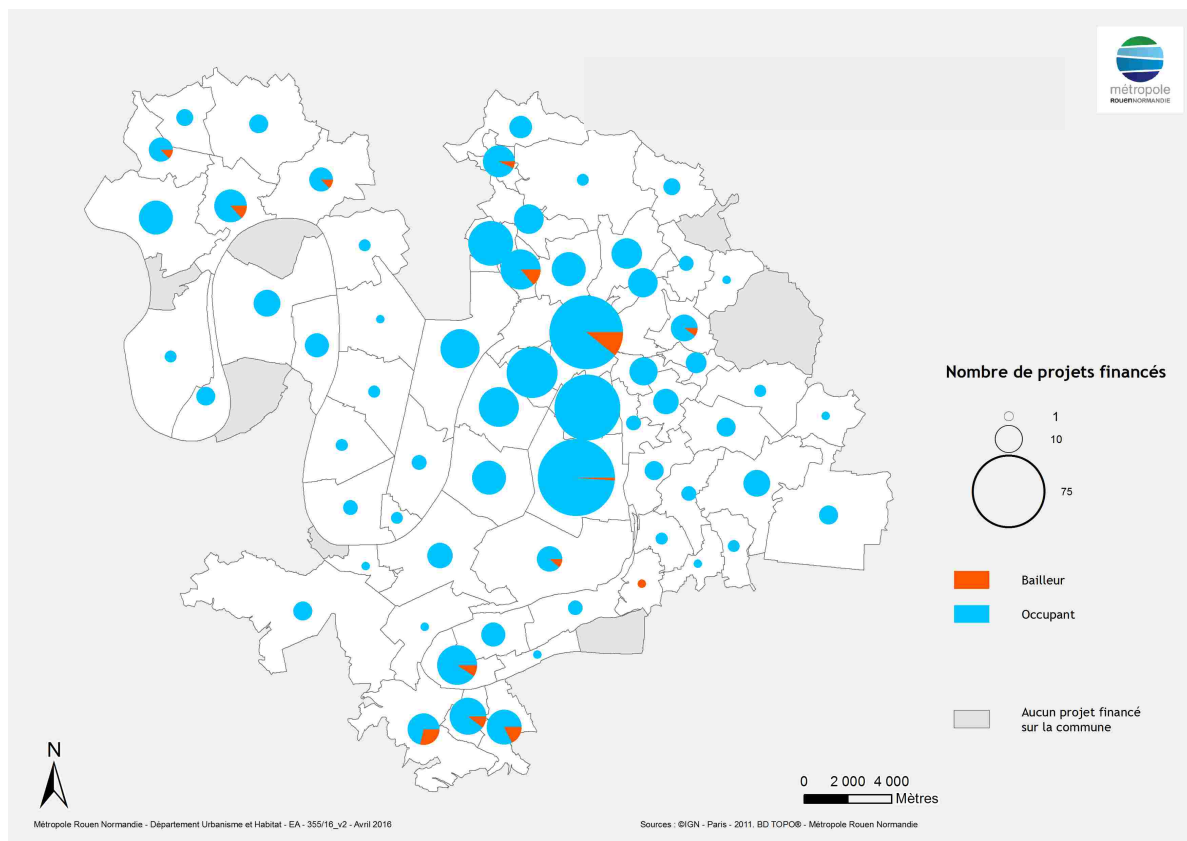 métropole
ROUENNORMANDIE
Nombre de projets financés
1
10
75
Bailleur
Occupant
Aucun projet financé
sur la commune
N
0 2 000 4 000
Mètres
Métropole Rouen Normandie - Département Urbanisme et Habitat - EA - 355/16_v2 - Avril 2016
Sources : ©IGN - Paris - 2011. BD TOPO® - Métropole Rouen Normandie